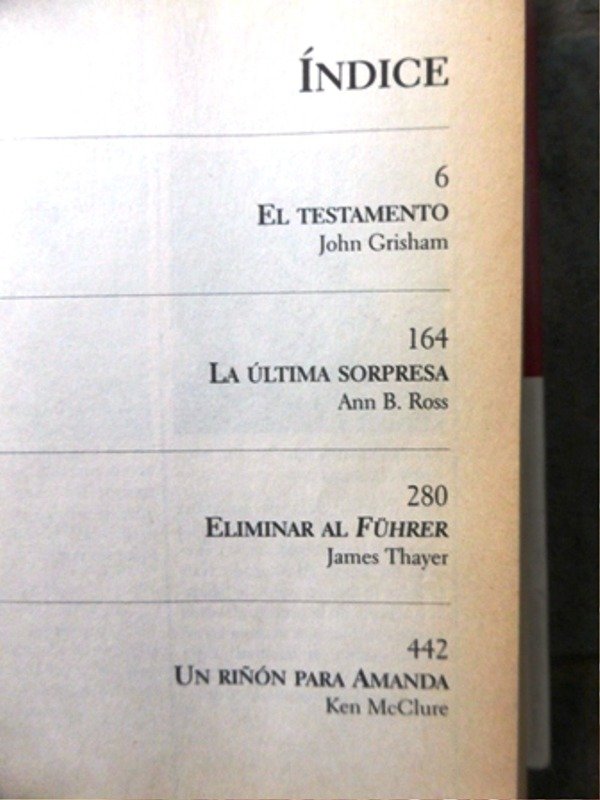 ÍNDICE
6
EL TESTAMENTO
John Grisham
164
LA ÚLTIMA SORPRESA
Ann B. Ross
280
ELIMINAR AL FÜHRER
James Thayer
442
UN RIÑÓN PARA AMANDA
Ken McClure